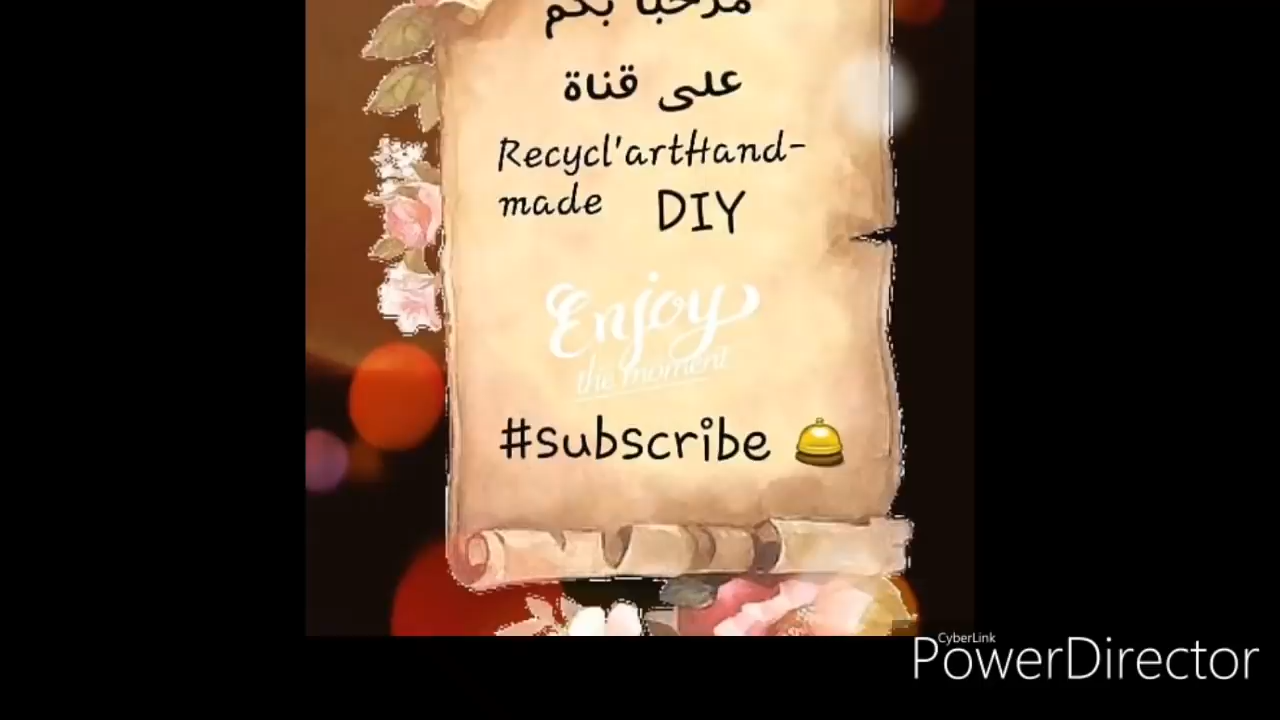 مرحبا بكم
على قناة
Recycl'artHand-
made DIY
Enjoy
the moment
#subscribe
CyberLink
PowerDirector